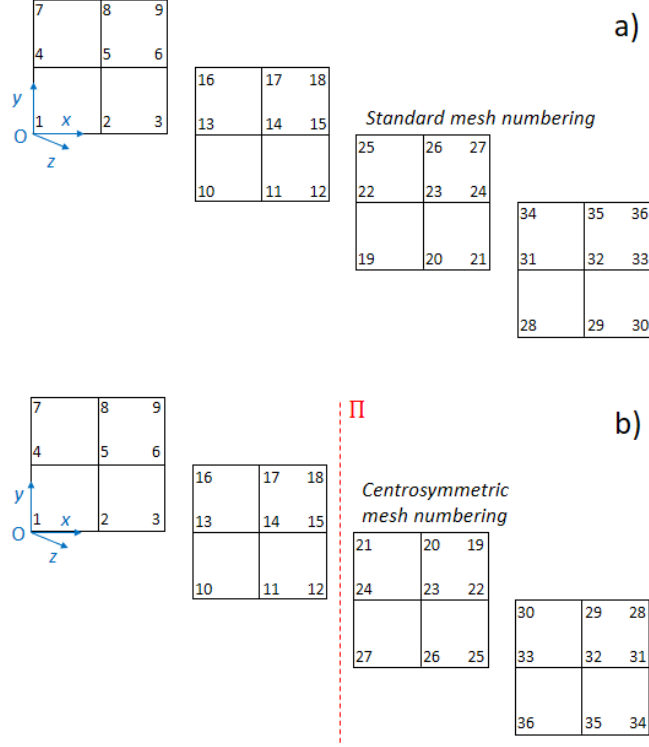 7 8 9 a)
4 5 6
16 17 18
y
Standard mesh numbering
1 x 2 3
13 14 15
O
25 26 27
z
10 11 12
22 23 24
34 35 36
19 20 21
31 32 33
28 29 30
7 8 9 Π
b)
4 5 6
16 17 18
Centrosymmetric
y
mesh numbering
1 x 2 3
13 14 15
O
21 20 19
z
24 23 22
10 11 12
30 29 28
27 26 25
33 32 31
36 35 34